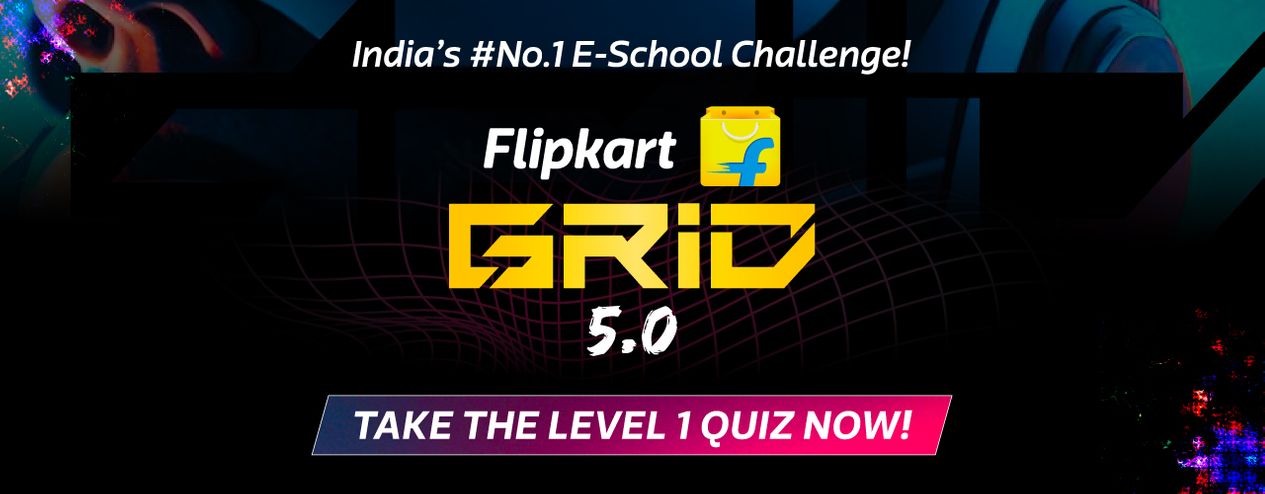 India's #No.1 E-School Challenge!
Flipkart
GRiD
5.0
TAKE THE LEVEL 1 QUIZ NOW!